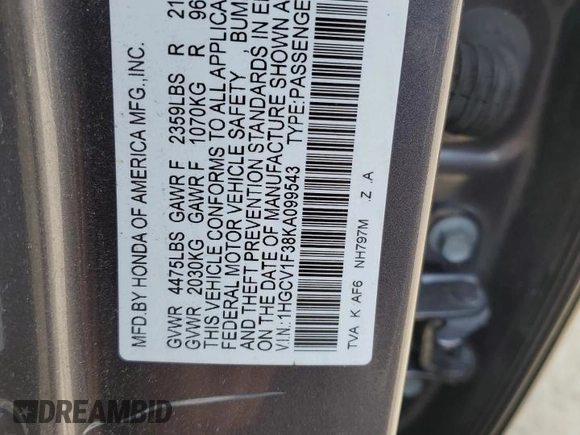 MFD.BY HONDA OF AMERICA MFG.,INC.
GVWR 4475LBS GAWR F 2359LBS R 21
GVWR 2030KG GAWR F 1070KG R 96
THIS VEHICLE CONFORMS TO ALL APPLICA
FEDERAL MOTOR VEHICLE SAFETY BUM
AND THEFT PREVENTION STANDARDS IN E
ON THE DATE OF MANUFACTURE SHOWN A
V.I.N.:1HGCV1F38KA099543 TYPE:PASSENGE
TVA K AF6 NH797M .Z .A
DREAMBID